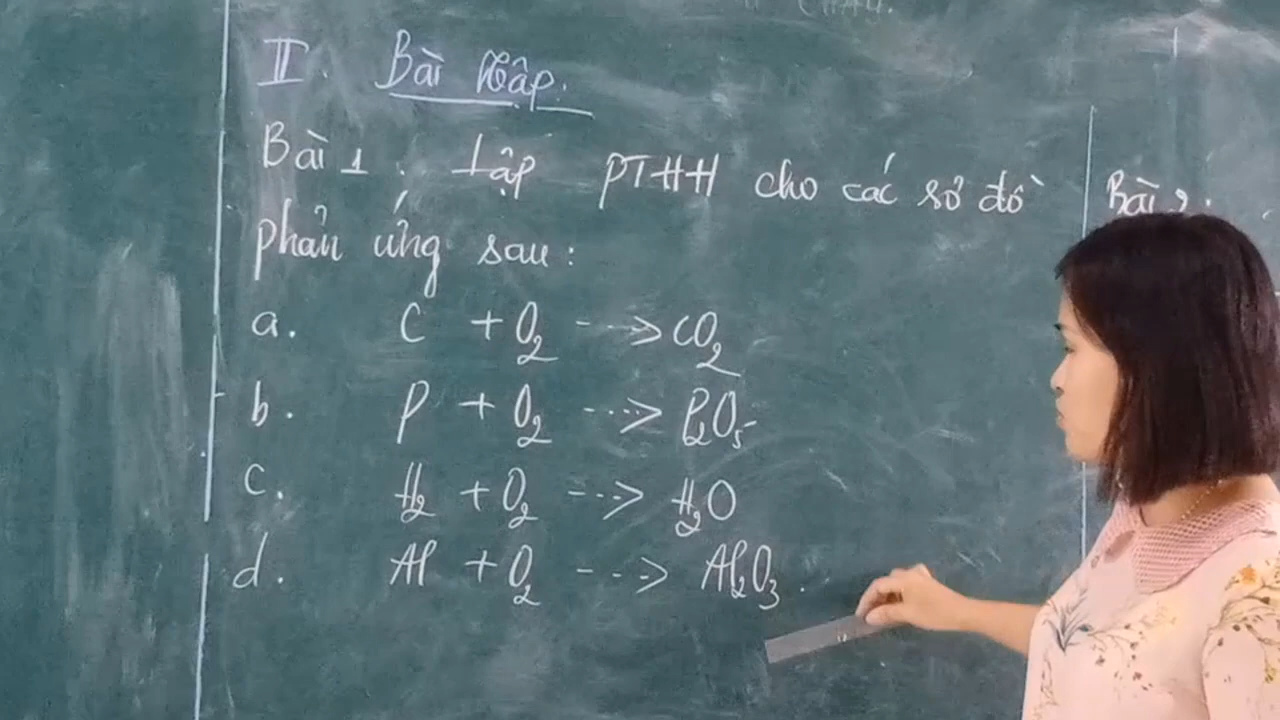 II. Bài tập.
Bài 1: Lập PTHH cho các sơ đồ
phản ứng sau:
a. C + O₂ ---> CO₂
b. P + O₂ ---> P₂O₅
c. H₂ + O₂ ---> H₂O
d. Al + O₂ ---> Al₂O₃.
Bài 2: